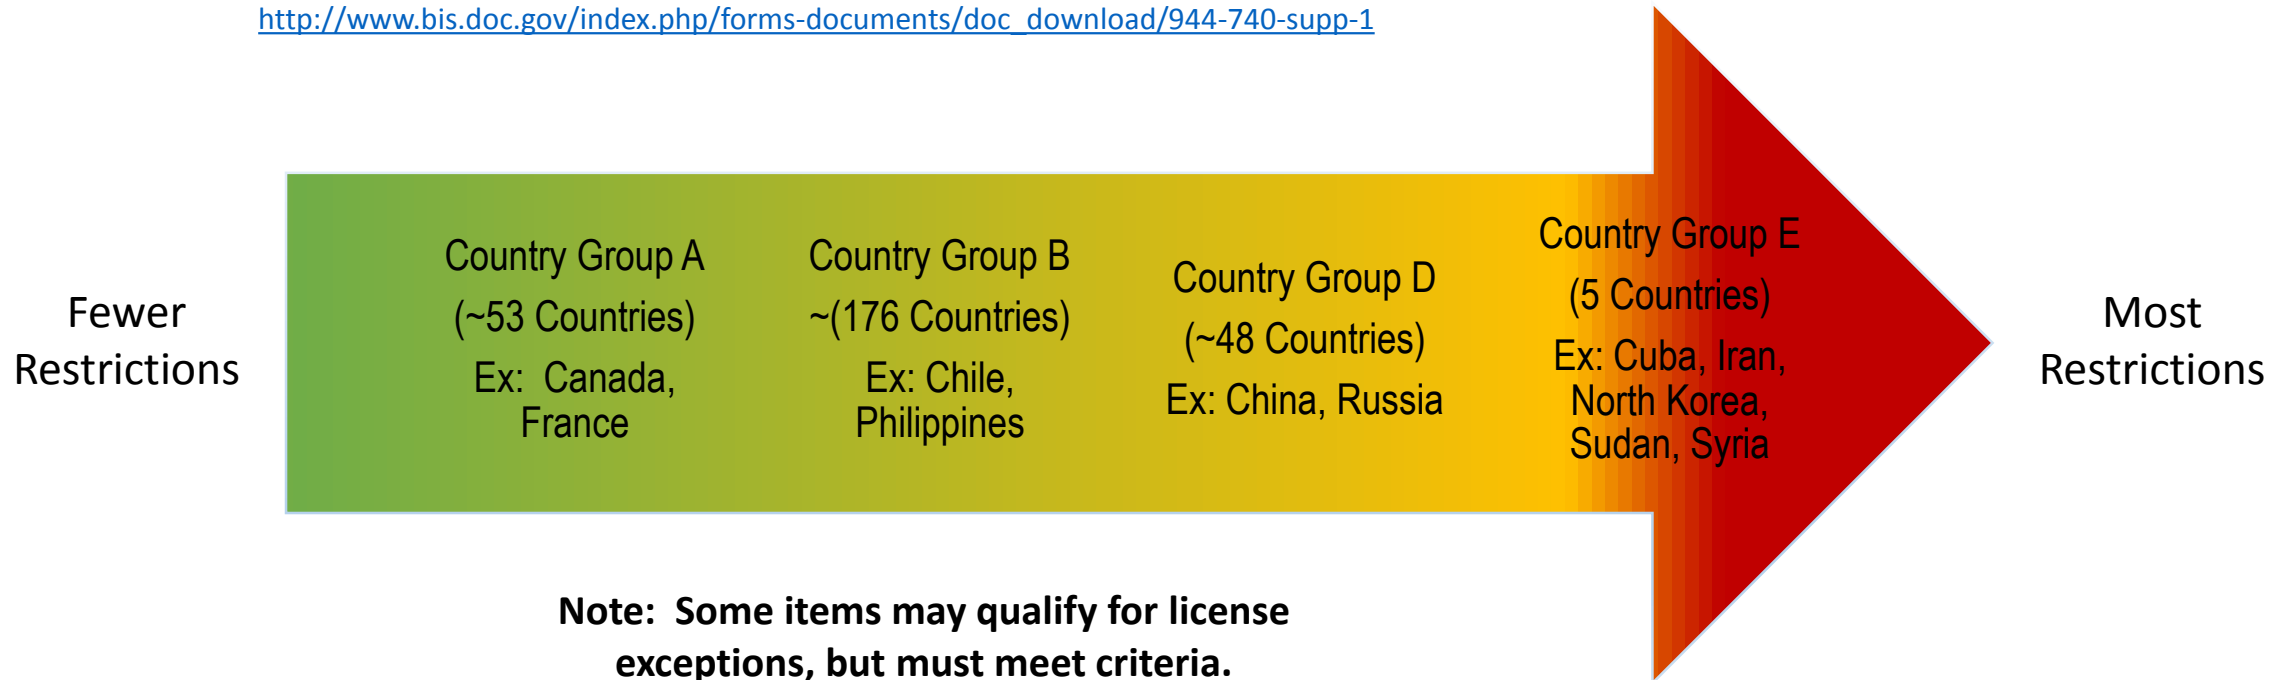 http://www.bis.doc.gov/index.php/forms-documents/doc_download/944-740-supp-1
Fewer
Restrictions
Country Group A
(~53 Countries)
Ex:  Canada,
France
Country Group B
~(176 Countries)
Ex: Chile,
Philippines
Country Group D
(~48 Countries)
Ex: China, Russia
Country Group E
(5 Countries)
Ex: Cuba, Iran,
North Korea,
Sudan, Syria
Most
Restrictions
Note:  Some items may qualify for license
exceptions, but must meet criteria.